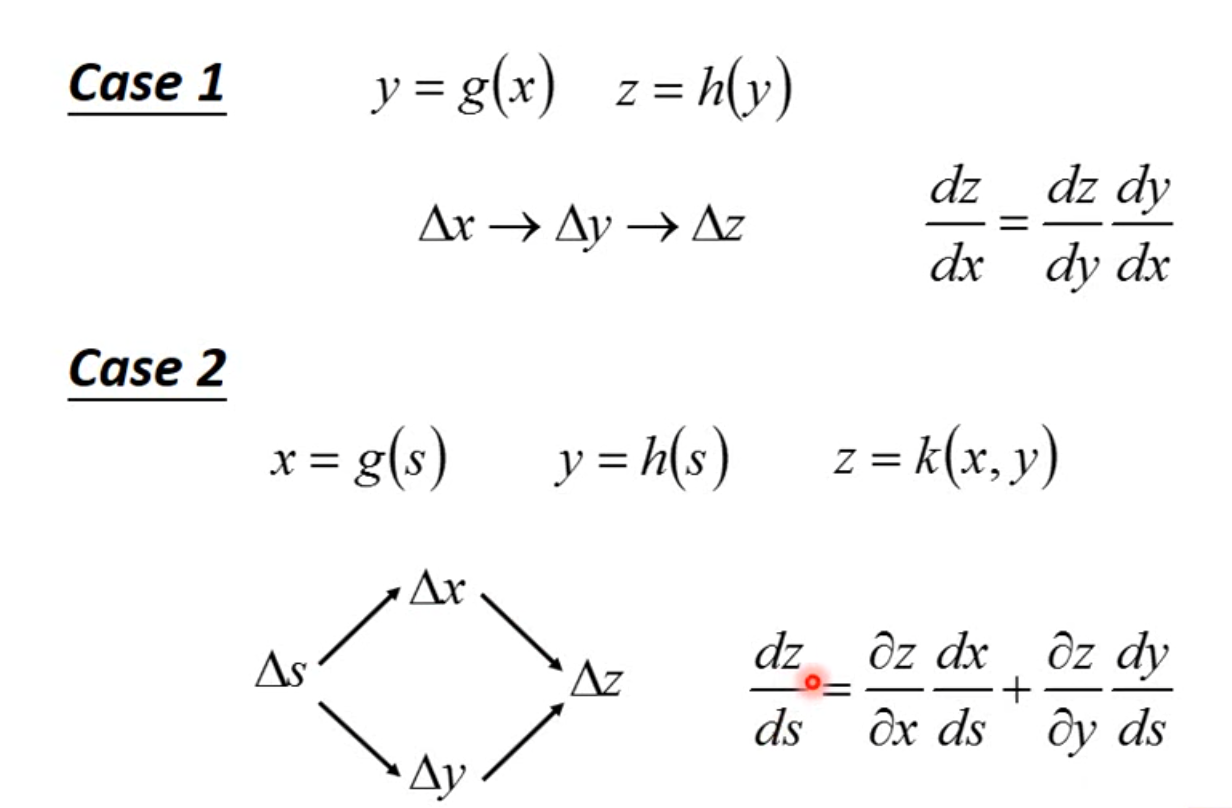 Case 1 y = g(x) z = h(y)
Δx → Δy → Δz dz/dx = dz/dy dy/dx
Case 2
x = g(s) y = h(s) z = k(x, y)
Δx
Δs Δz dz/ds = ∂z/∂x dx/ds + ∂z/∂y dy/ds
Δy